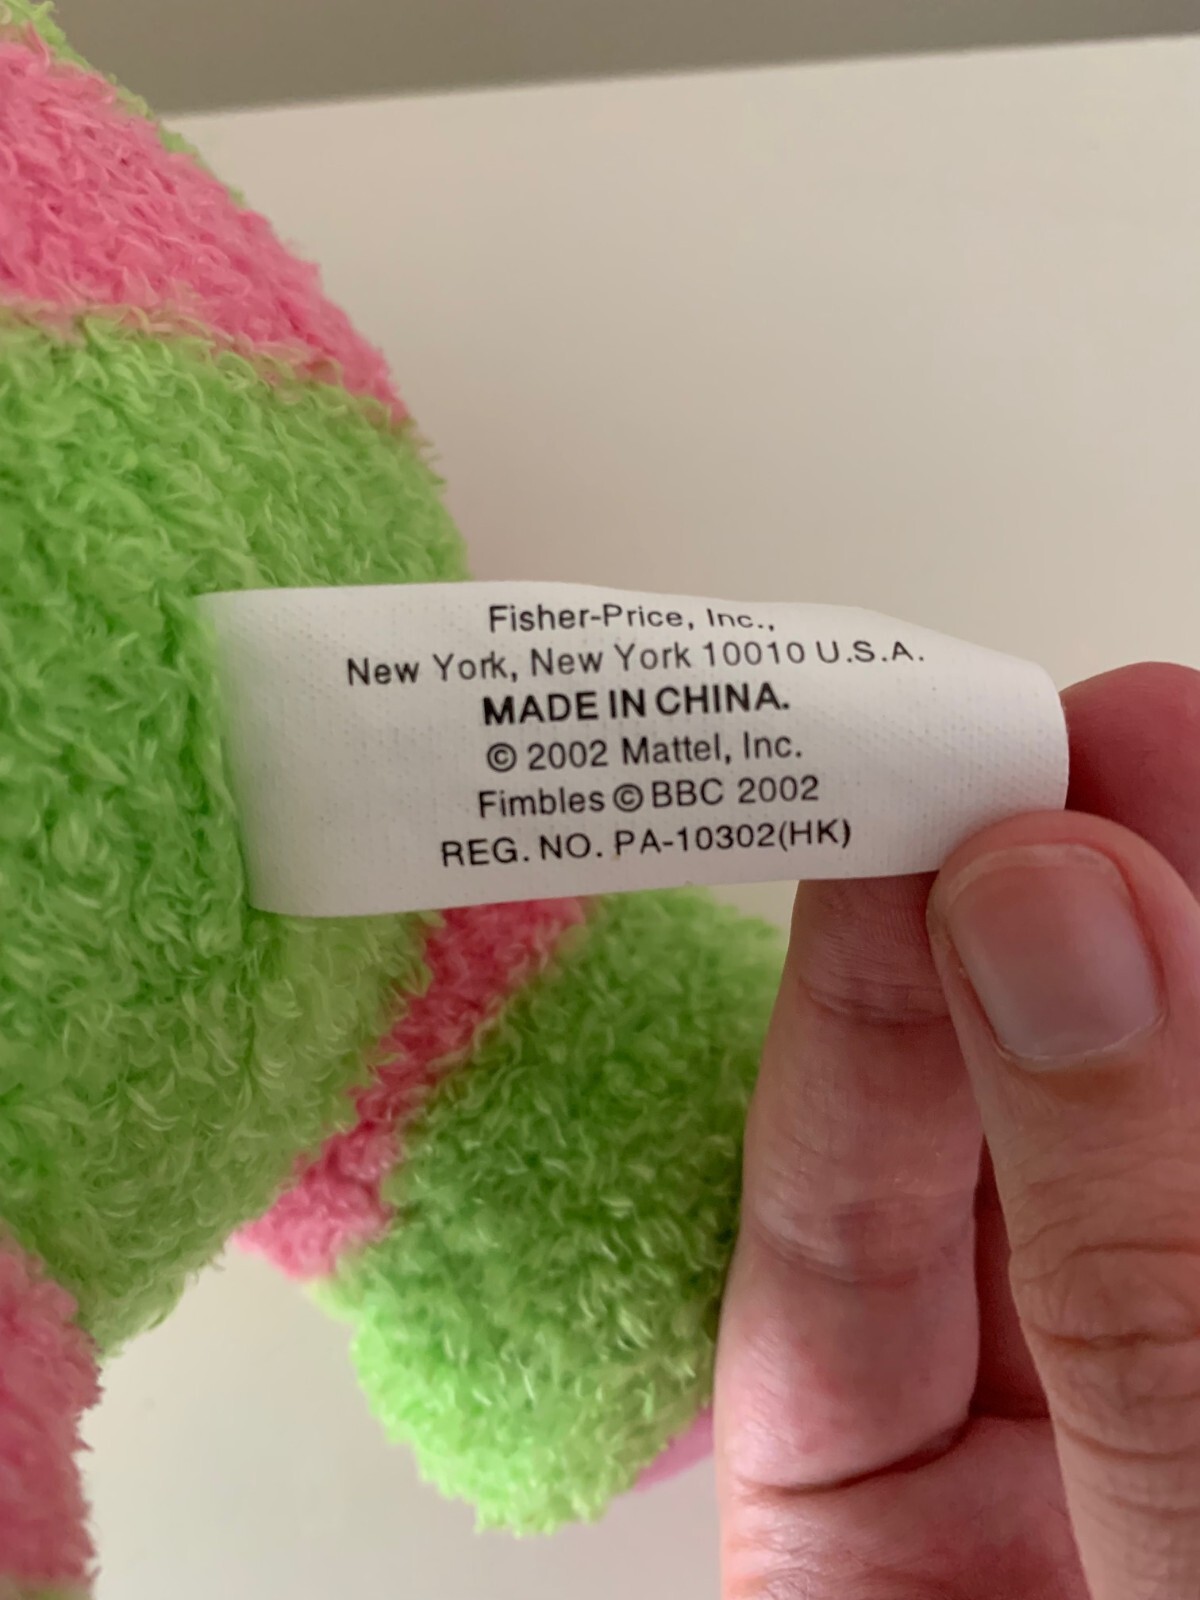 Fisher-Price, Inc.,
New York, New York 10010 U.S.A.
MADE IN CHINA.
© 2002 Mattel, Inc.
Fimbles © BBC 2002
REG. NO. PA-10302(HK)